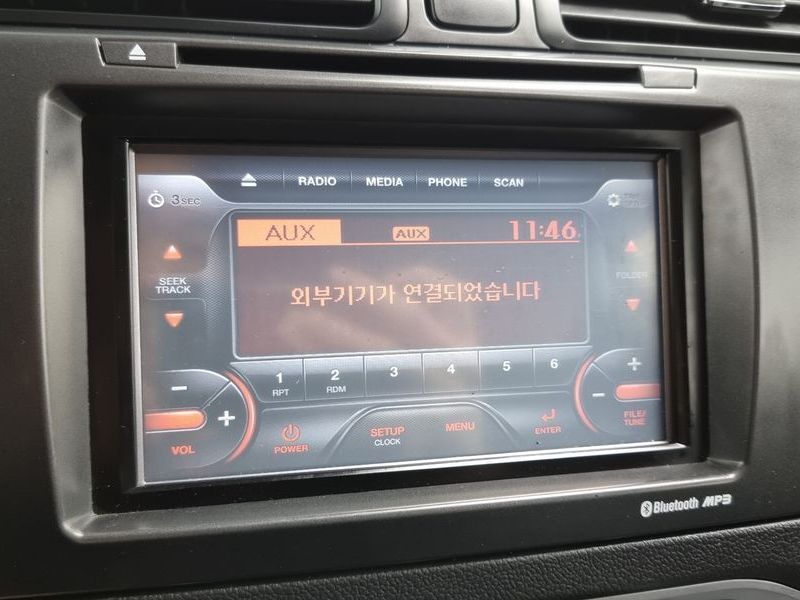 RADIO MEDIA PHONE SCAN
3 SEC
AUX AUX 11:46
SEEK
TRACK
FOLDER
외부기기가 연결되었습니다
1 2 3 4 5 6
RPT RDM
VOL
POWER
SETUP
CLOCK
MENU
ENTER
FILE/
TUNE
Bluetooth MP3